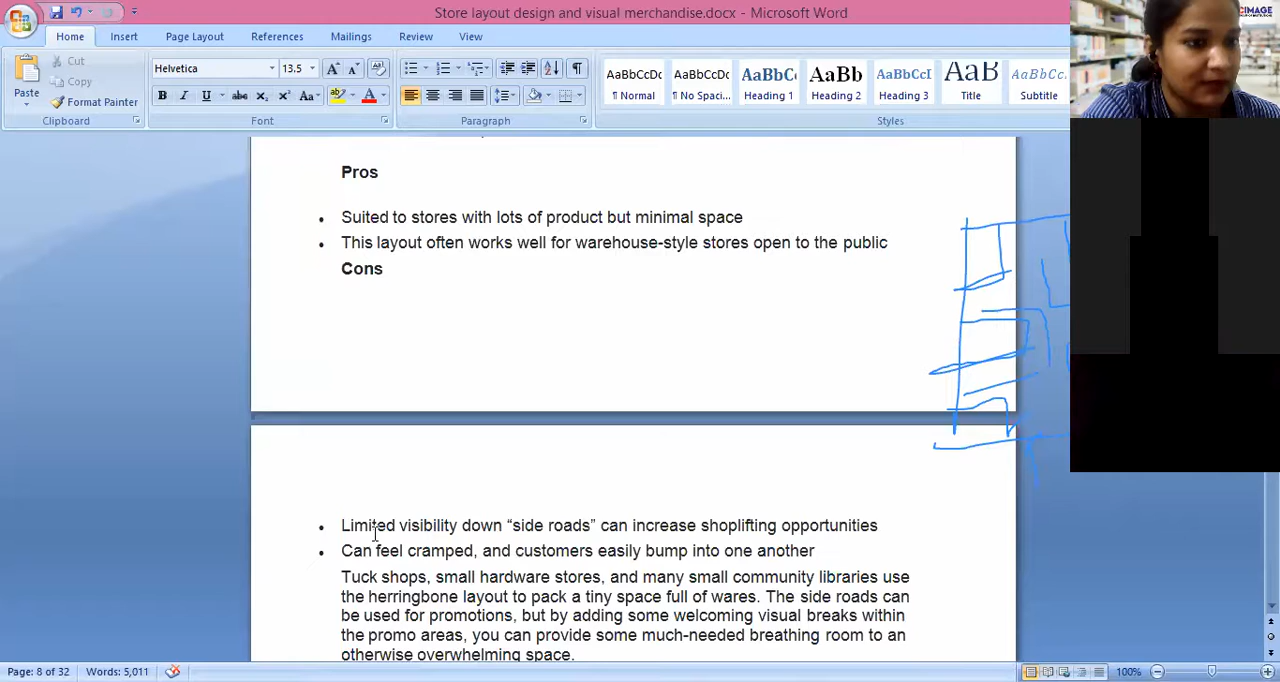 Store layout design and visual merchandise.docx - Microsoft Word
Home Insert Page Layout References Mailings Review View
Cut
Copy
Paste
Format Painter
Clipboard
Helvetica 13.5
Font
Paragraph
AaBbCcDc AaBbCcDc AaBbC AaBb AaBbCcI AaB AaBbCcD
¶ Normal ¶ No Spaci... Heading 1 Heading 2 Heading 3 Title Subtitle
Styles
CIMAGE
Pros
• Suited to stores with lots of product but minimal space
• This layout often works well for warehouse-style stores open to the public
Cons
• Limited visibility down “side roads” can increase shoplifting opportunities
• Can feel cramped, and customers easily bump into one another
Tuck shops, small hardware stores, and many small community libraries use
the herringbone layout to pack a tiny space full of wares. The side roads can
be used for promotions, but by adding some welcoming visual breaks within
the promo areas, you can provide some much-needed breathing room to an
otherwise overwhelming space.
Page: 8 of 32 Words: 5,011 100%